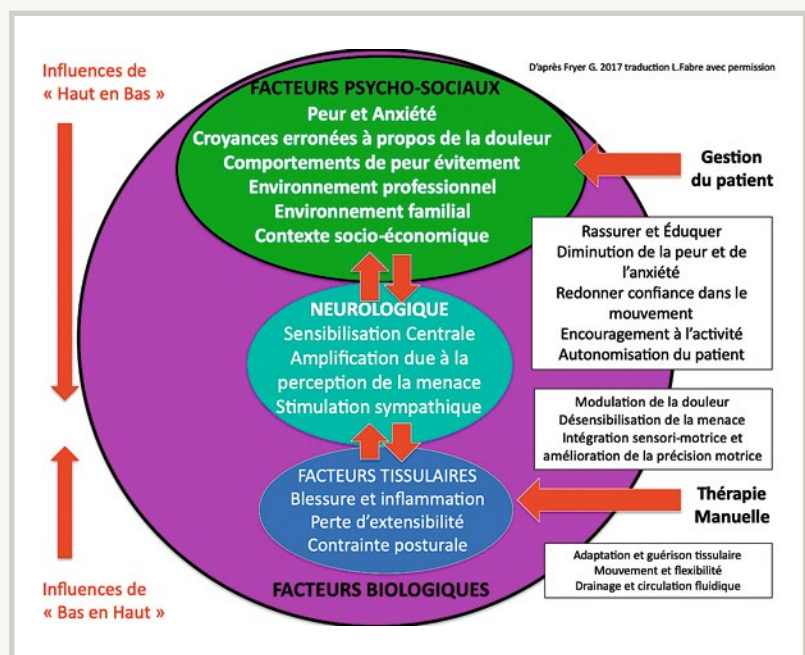 Influences de
« Haut en Bas »
D'après Fryer G. 2017 traduction L.Fabre avec permission
FACTEURS PSYCHO-SOCIAUX
Peur et Anxiété
Croyances erronées à propos de la douleur
Comportements de peur évitement
Environnement professionnel
Environnement familial
Contexte socio-économique
Gestion
du patient
Rassurer et Éduquer
Diminution de la peur et de
l'anxiété
Redonner confiance dans le
mouvement
Encouragement à l'activité
Autonomisation du patient
NEUROLOGIQUE
Sensibilisation Centrale
Amplification due à la
perception de la menace
Stimulation sympathique
Modulation de la douleur
Désensibilisation de la menace
Intégration sensori-motrice et
amélioration de la précision motrice
FACTEURS TISSULAIRES
Blessure et inflammation
Perte d'extensibilité
Contrainte posturale
Thérapie
Manuelle
Adaptation et guérison tissulaire
Mouvement et flexibilité
Drainage et circulation fluidique
FACTEURS BIOLOGIQUES
Influences de
« Bas en Haut »